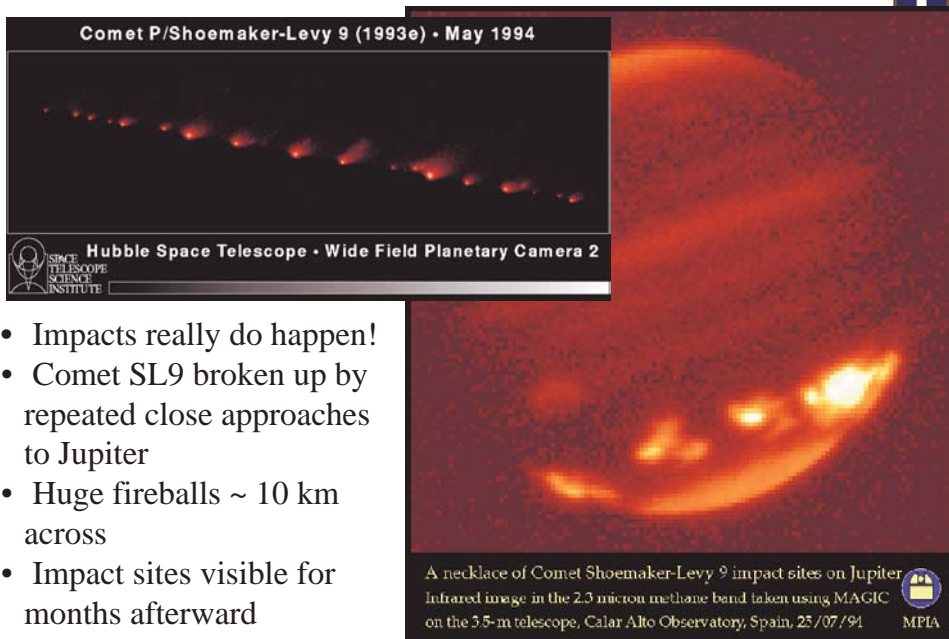 Comet P/Shoemaker-Levy 9 (1993e) • May 1994
Hubble Space Telescope • Wide Field Planetary Camera 2
SPACE
TELESCOPE
SCIENCE
INSTITUTE
• Impacts really do happen!
• Comet SL9 broken up by
repeated close approaches
to Jupiter
• Huge fireballs ~ 10 km
across
• Impact sites visible for
months afterward
A necklace of Comet Shoemaker-Levy 9 impact sites on Jupiter
Infrared image in the 2.3 micron methane band taken using MAGIC
on the 3.5-m telescope, Calar Alto Observatory, Spain, 25/07/94
MPIA